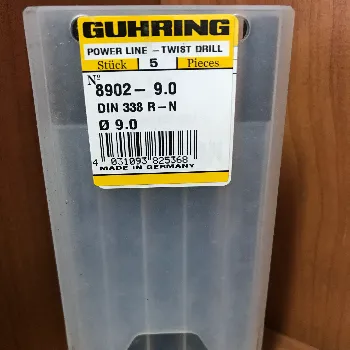 GUHRING
POWER LINE - TWIST DRILL
Stück 5 Pieces
Nº
8902- 9.0
DIN 338 R-N
Ø 9.0
4 031093 825368
MADE IN GERMANY